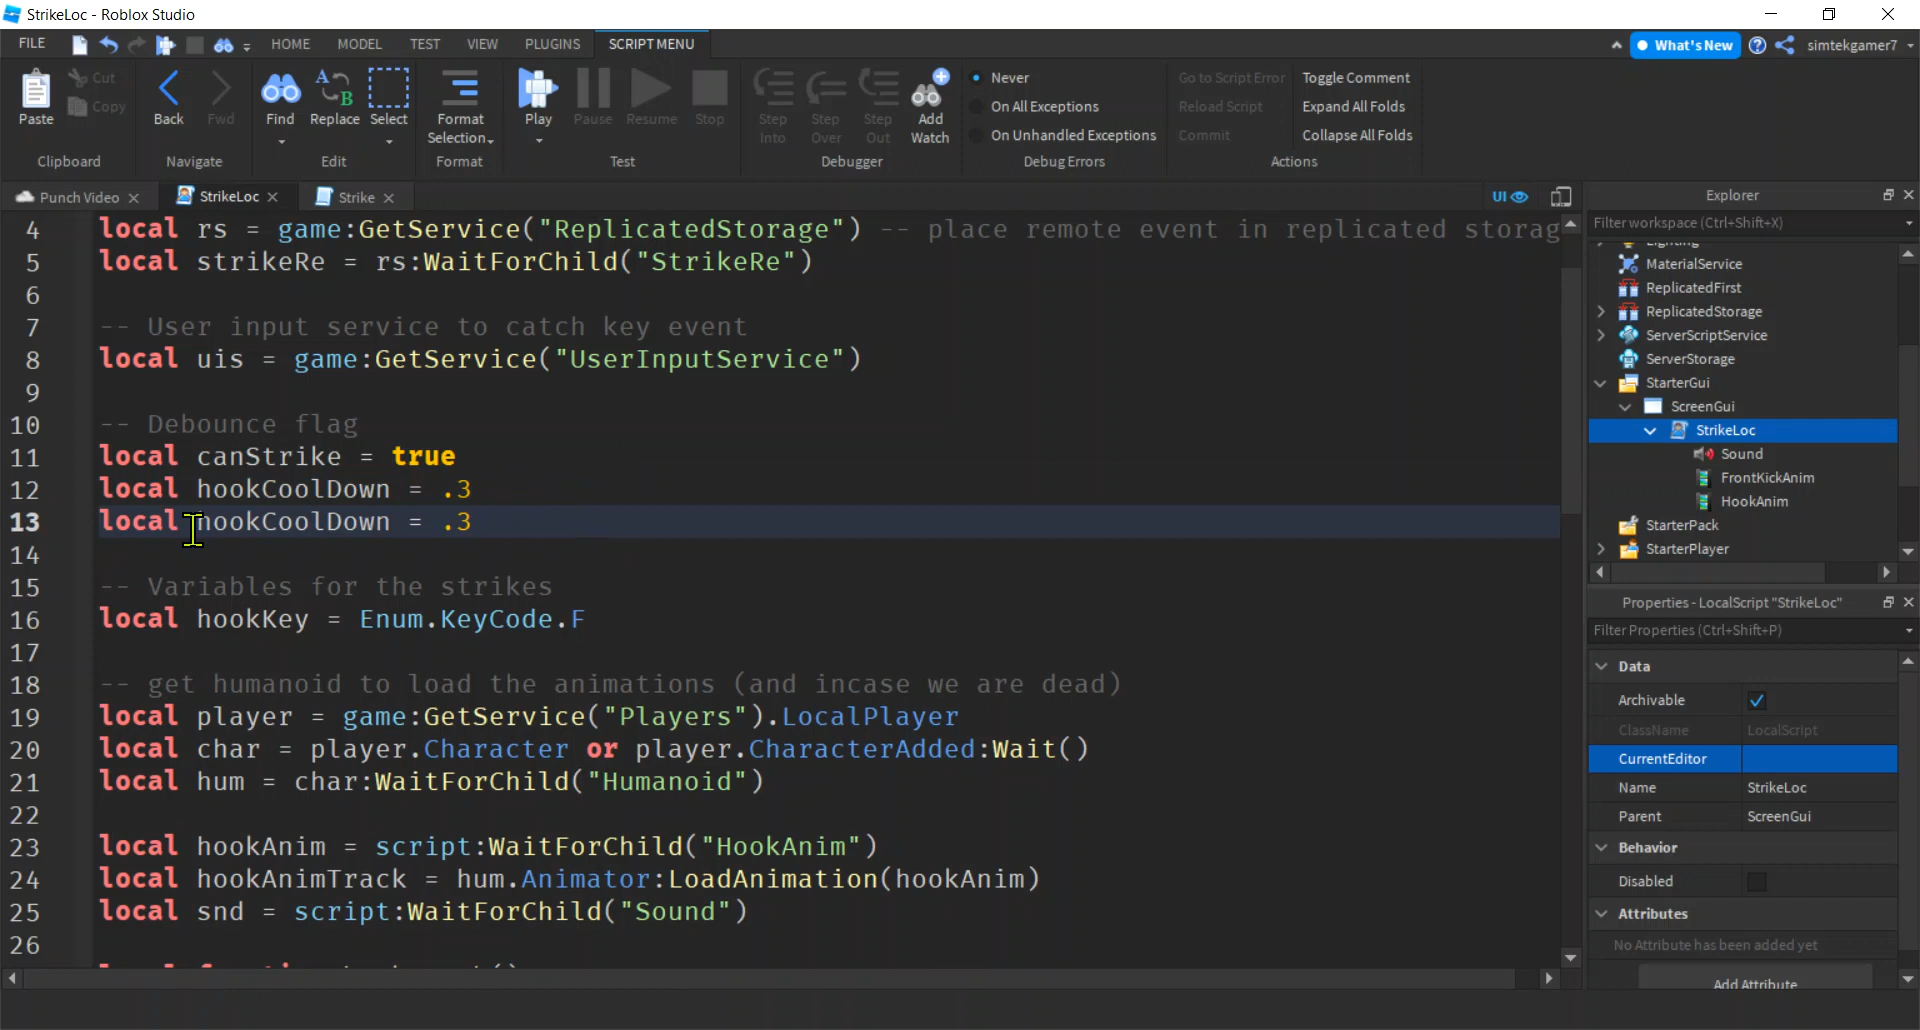 StrikeLoc - Roblox Studio
FILE HOME MODEL TEST VIEW PLUGINS SCRIPT MENU What's New simtekgamer7
Paste Cut Copy Clipboard
Back Fwd Navigate
Find Replace Select Edit
Format Selection Format
Play Pause Resume Stop Test
Step Into Step Over Step Out Add Watch Debugger
Never
On All Exceptions
On Unhandled Exceptions
Debug Errors
Go to Script Error
Reload Script
Commit
Toggle Comment
Expand All Folds
Collapse All Folds
Actions
Punch Video StrikeLoc Strike UI
4 local rs = game:GetService("ReplicatedStorage") -- place remote event in replicated storag
5 local strikeRe = rs:WaitForChild("StrikeRe")
6
7 -- User input service to catch key event
8 local uis = game:GetService("UserInputService")
9
10 -- Debounce flag
11 local canStrike = true
12 local hookCoolDown = .3
13 local hookCoolDown = .3
14
15 -- Variables for the strikes
16 local hookKey = Enum.KeyCode.F
17
18 -- get humanoid to load the animations (and incase we are dead)
19 local player = game:GetService("Players").LocalPlayer
20 local char = player.Character or player.CharacterAdded:Wait()
21 local hum = char:WaitForChild("Humanoid")
22
23 local hookAnim = script:WaitForChild("HookAnim")
24 local hookAnimTrack = hum.Animator:LoadAnimation(hookAnim)
25 local snd = script:WaitForChild("Sound")
26
Explorer
Filter workspace (Ctrl+Shift+X)
Lighting
MaterialService
ReplicatedFirst
ReplicatedStorage
ServerScriptService
ServerStorage
StarterGui
ScreenGui
StrikeLoc
Sound
FrontKickAnim
HookAnim
StarterPack
StarterPlayer
Properties - LocalScript "StrikeLoc"
Filter Properties (Ctrl+Shift+P)
Data
Archivable
ClassName LocalScript
CurrentEditor
Name StrikeLoc
Parent ScreenGui
Behavior
Disabled
Attributes
No Attribute has been added yet
Add Attribute